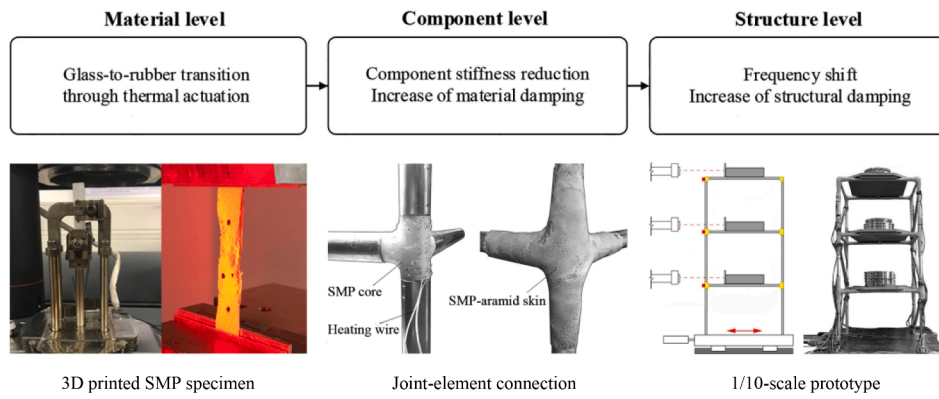 Material level
Component level
Structure level
Glass-to-rubber transition
through thermal actuation
Component stiffness reduction
Increase of material damping
Frequency shift
Increase of structural damping
SMP core
Heating wire
SMP-aramid skin
3D printed SMP specimen
Joint-element connection
1/10-scale prototype